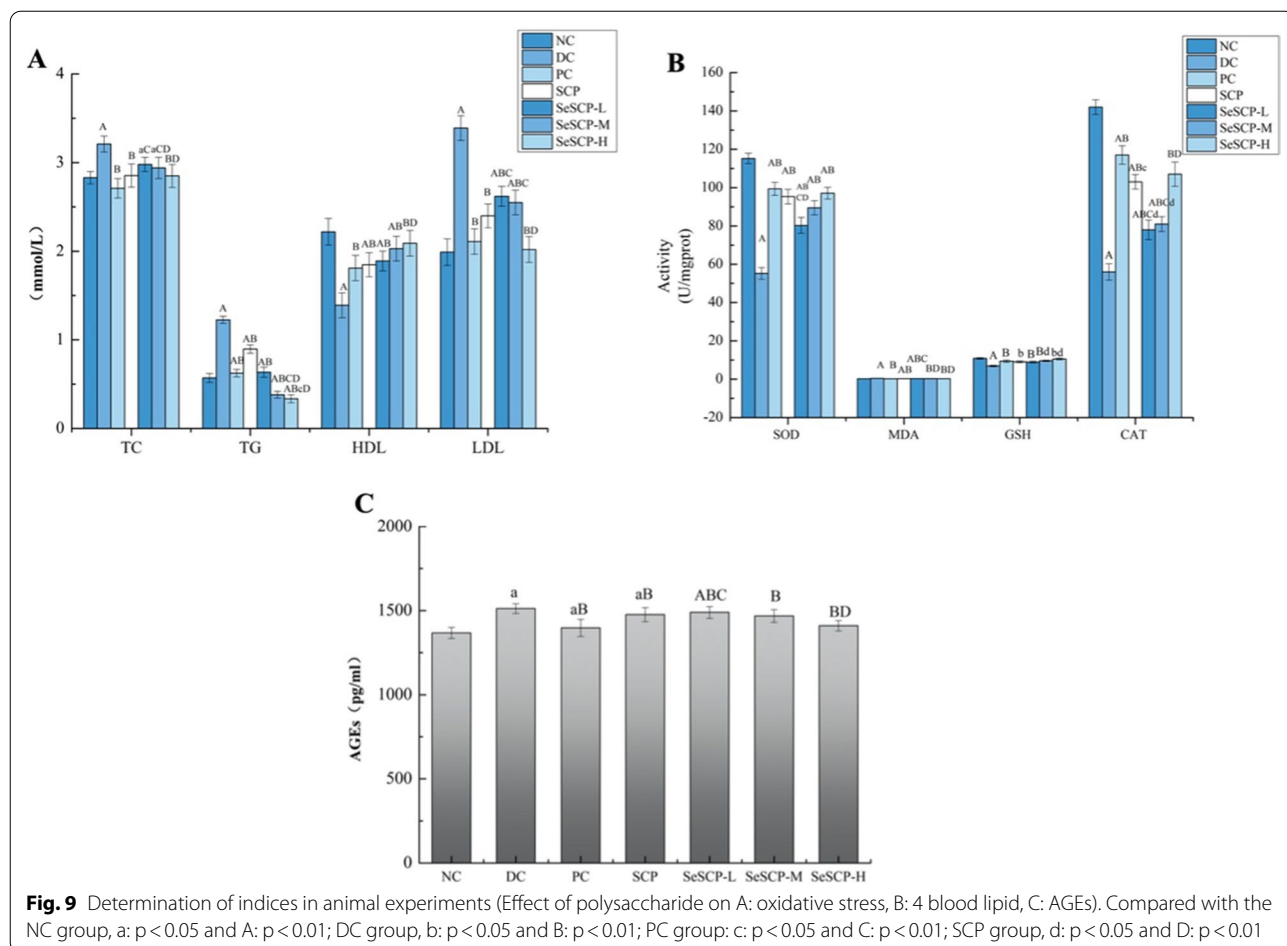 A
NC
DC
PC
SCP
SeSCP-L
SeSCP-M
SeSCP-H
4
3
2
1
0
(mmol/L)
A
B
B
aC
aCD
BD
A
AB
AB
AB
ABCD
ABcD
A
B
AB
AB
AB
BD
A
B
B
ABC
ABC
BD
TC
TG
HDL
LDL
B
NC
DC
PC
SCP
SeSCP-L
SeSCP-M
SeSCP-H
160
140
120
100
80
60
40
20
0
-20
Activity
(U/mgprot)
A
AB
AB
AB
CD
AB
AB
A
B
AB
ABC
BD
BD
A
B
b
B
Bd
bd
A
AB
ABc
ABCd
ABCd
BD
SOD
MDA
GSH
CAT
C
2000
1500
1000
500
0
AGEs (pg/ml)
a
aB
aB
ABC
B
BD
NC
DC
PC
SCP
SeSCP-L
SeSCP-M
SeSCP-H
Fig. 9 Determination of indices in animal experiments (Effect of polysaccharide on A: oxidative stress, B: 4 blood lipid, C: AGEs). Compared with the
NC group, a: p < 0.05 and A: p < 0.01; DC group, b: p < 0.05 and B: p < 0.01; PC group: c: p < 0.05 and C: p < 0.01; SCP group, d: p < 0.05 and D: p < 0.01